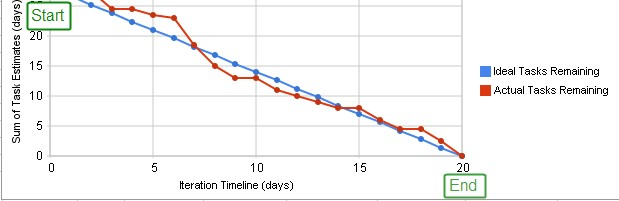 Start
Sum of Task Estimates (days)
20
15
10
5
0
0 5 10 15 20
Iteration Timeline (days)
End
Ideal Tasks Remaining
Actual Tasks Remaining